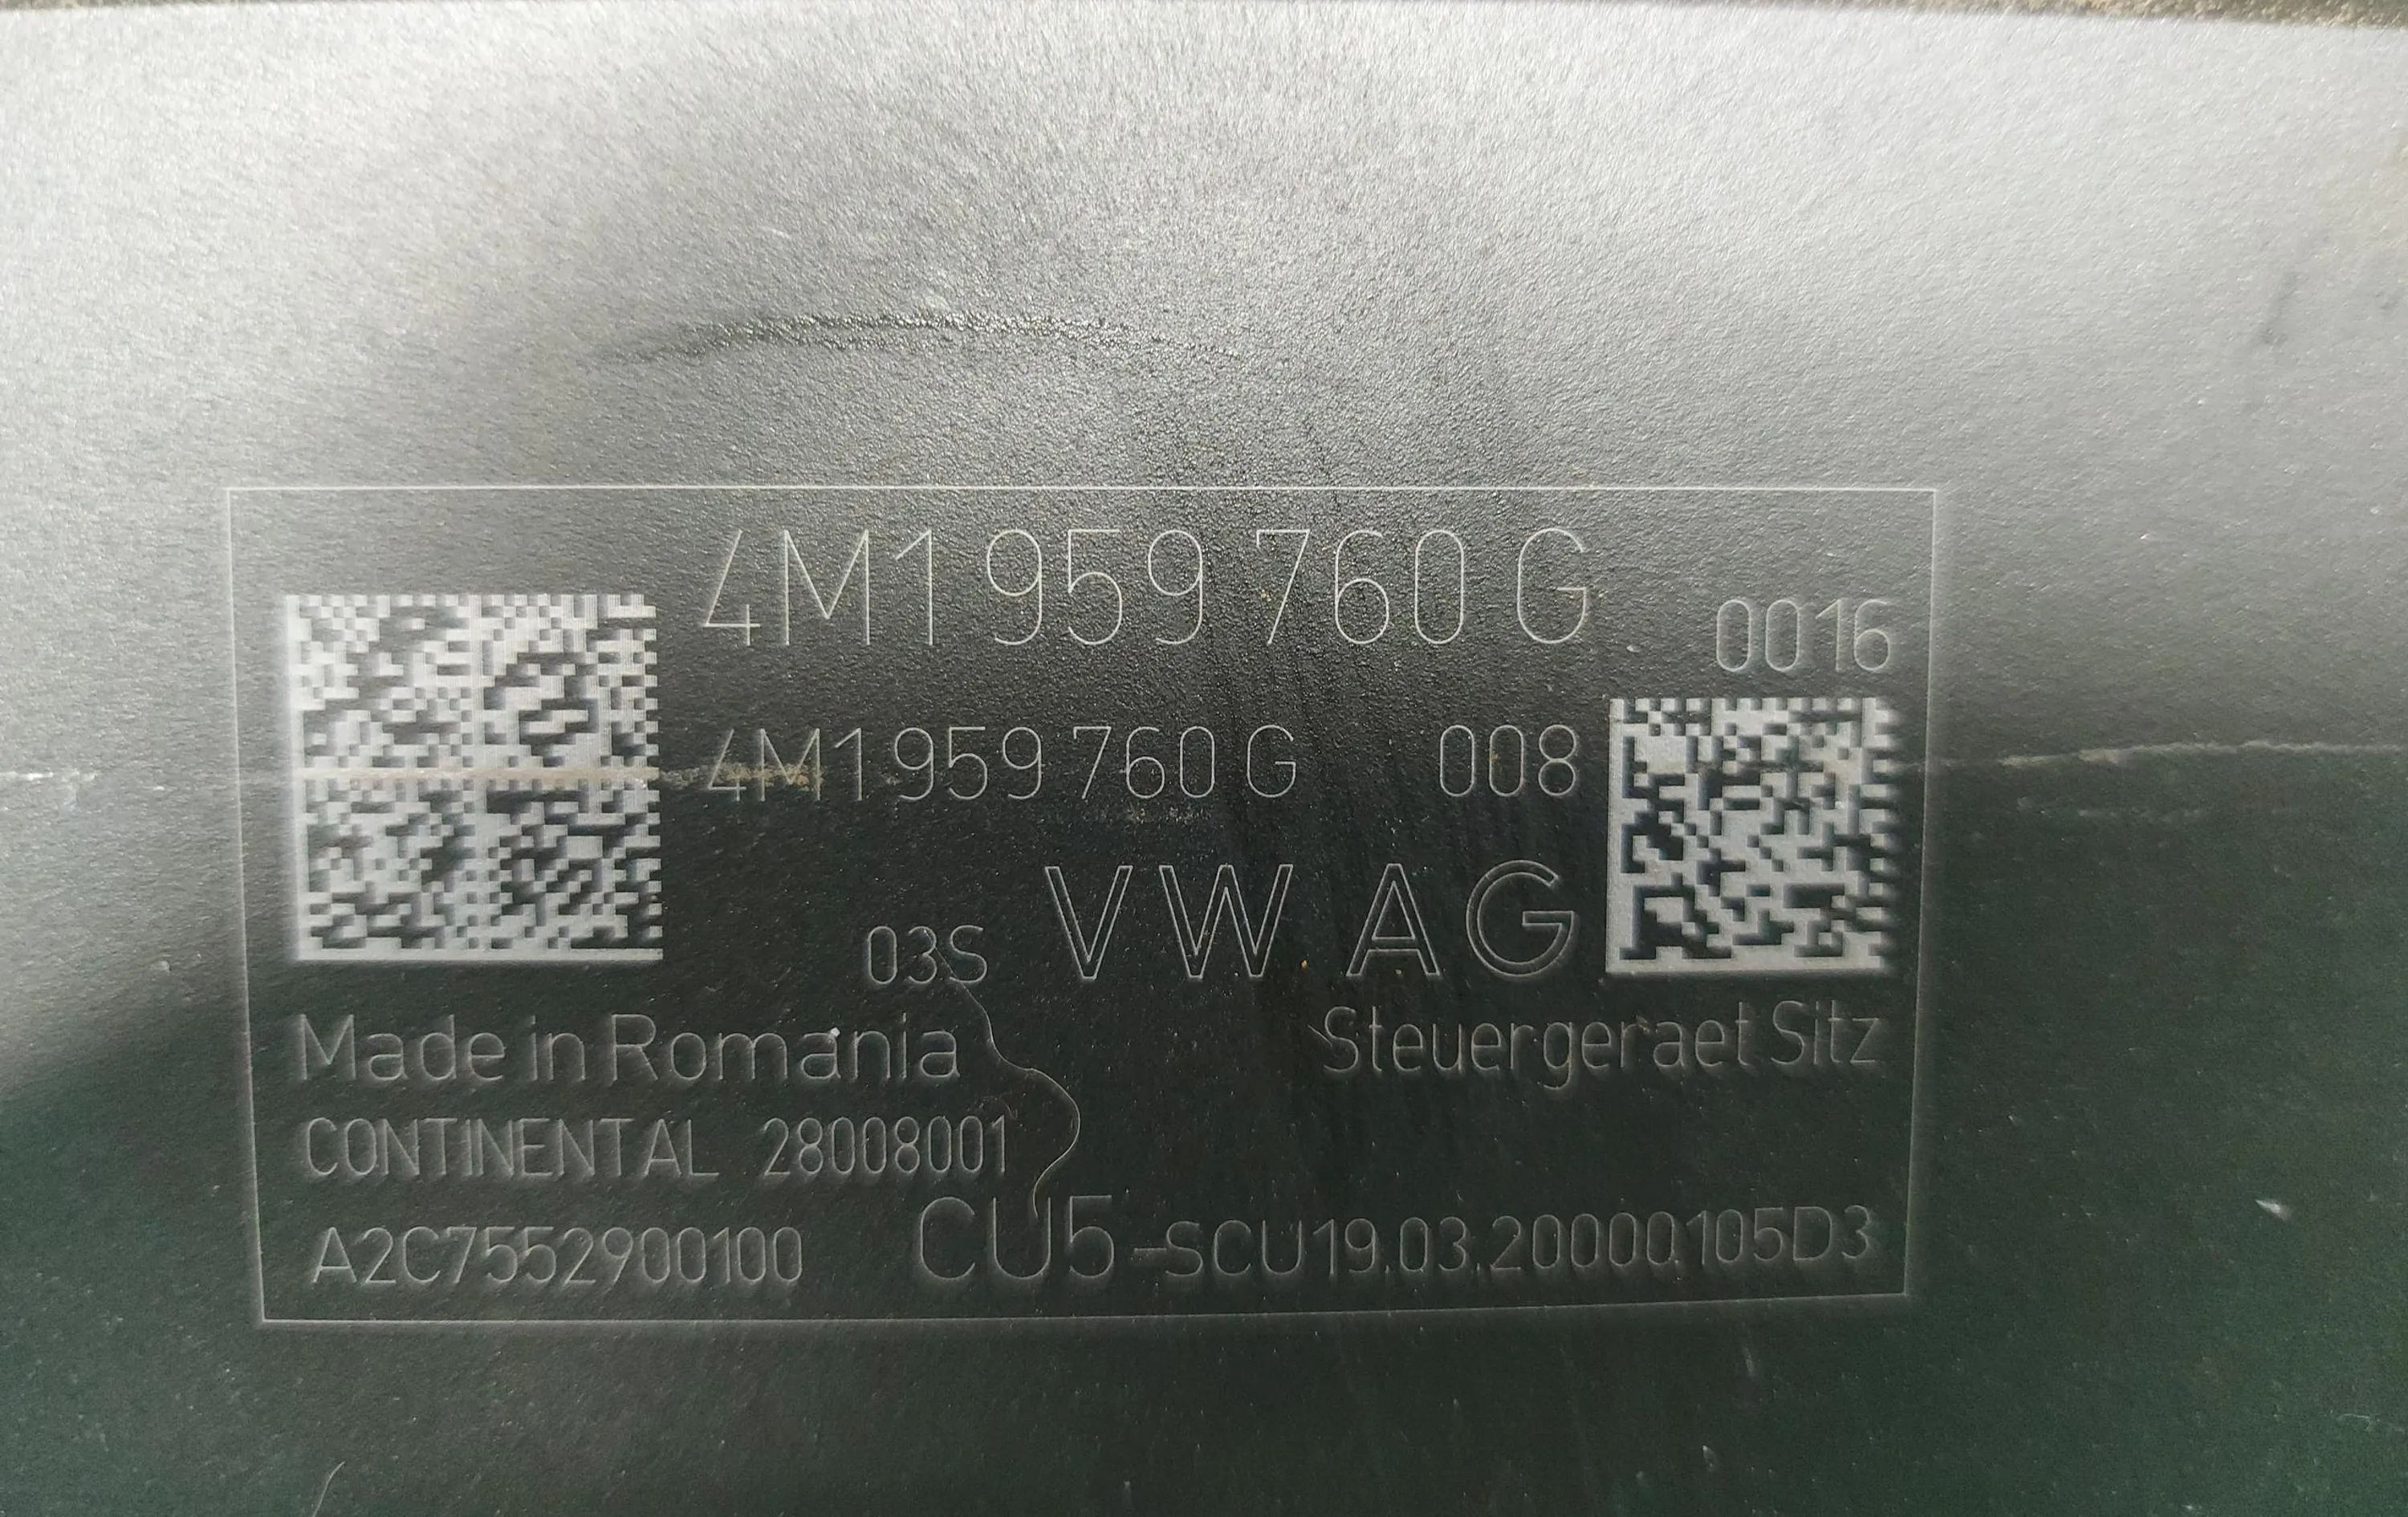 4M1 959 760 G
0016
4M1 959 760 G 008
03S VW AG
Made in Romania
Steuergeraet Sitz
CONTINENTAL 28008001
A2C7552900100 CU5-SCU19.03.20000105D3